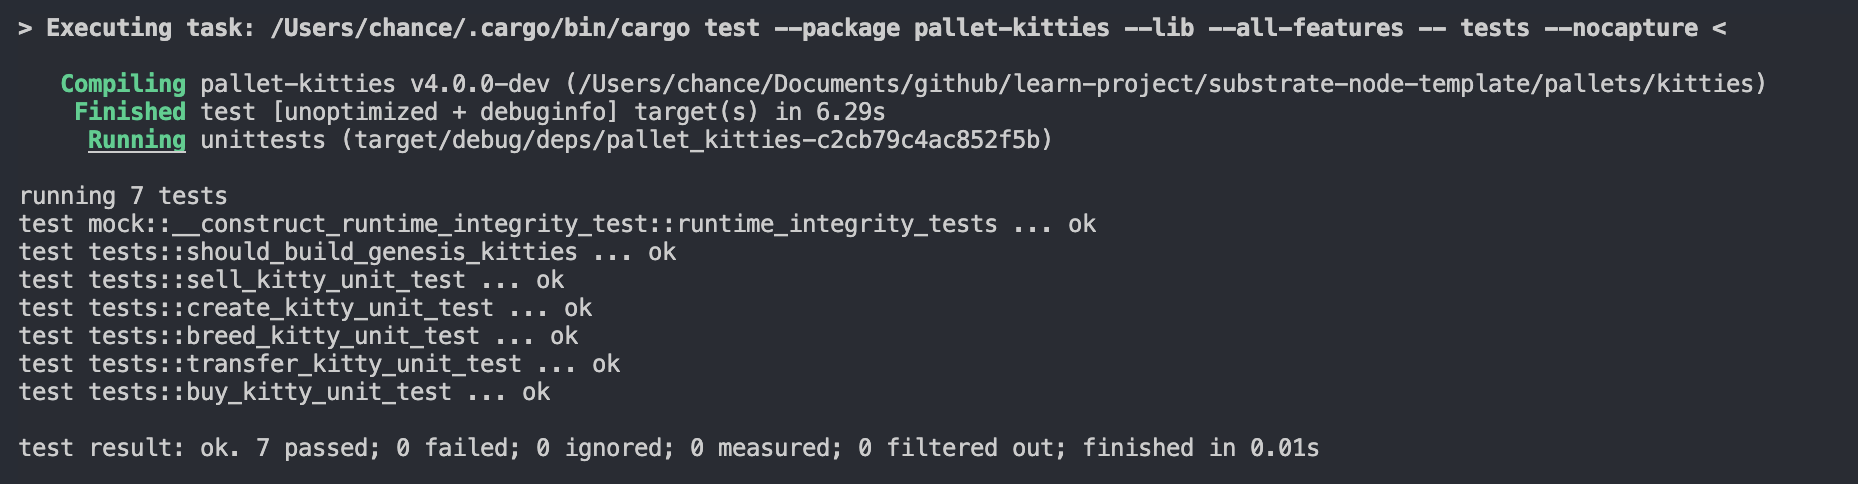 > Executing task: /Users/chance/.cargo/bin/cargo test --package pallet-kitties --lib --all-features -- tests --nocapture <
Compiling pallet-kitties v4.0.0-dev (/Users/chance/Documents/github/learn-project/substrate-node-template/pallets/kitties)
Finished test [unoptimized + debuginfo] target(s) in 6.29s
Running unittests (target/debug/deps/pallet_kitties-c2cb79c4ac852f5b)
running 7 tests
test mock::__construct_runtime_integrity_test::runtime_integrity_tests ... ok
test tests::should_build_genesis_kitties ... ok
test tests::sell_kitty_unit_test ... ok
test tests::create_kitty_unit_test ... ok
test tests::breed_kitty_unit_test ... ok
test tests::transfer_kitty_unit_test ... ok
test tests::buy_kitty_unit_test ... ok
test result: ok. 7 passed; 0 failed; 0 ignored; 0 measured; 0 filtered out; finished in 0.01s